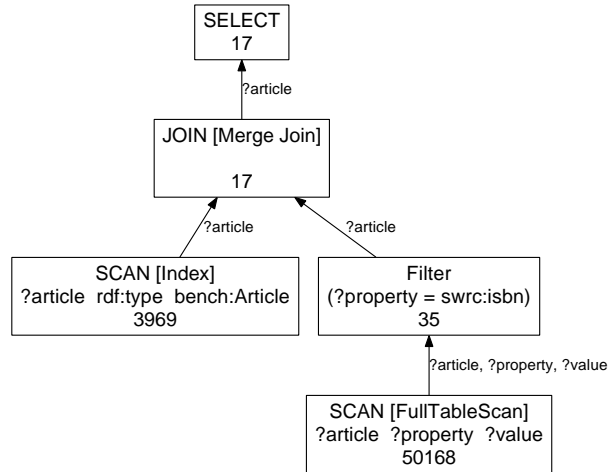 SELECT
17
?article
JOIN [Merge Join]
17
?article
?article
SCAN [Index]
?article rdf:type bench:Article
3969
Filter
(?property = swrc:isbn)
35
?article, ?property, ?value
SCAN [FullTableScan]
?article ?property ?value
50168